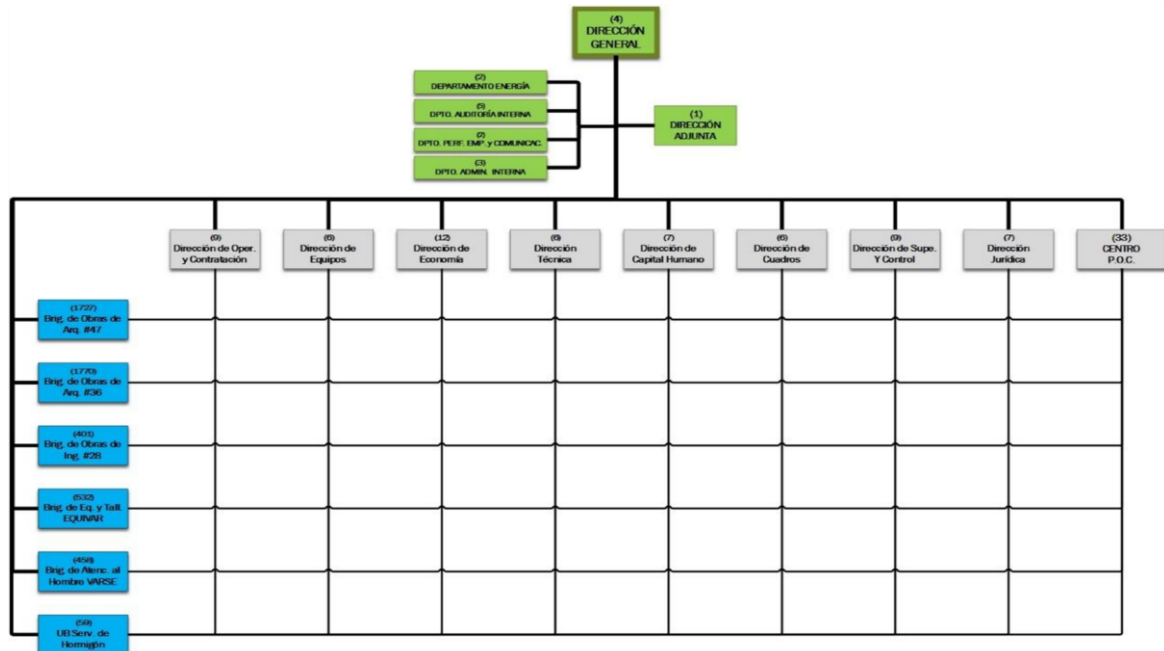 (4)
DIRECCIÓN
GENERAL
(2)
DEPARTAMENTO ENERGÍA
(5)
DPTO. AUDITORÍA INTERNA
(2)
DPTO. PERF. EMP. y COMUNICAC.
(3)
DPTO. ADMIN. INTERNA
(1)
DIRECCIÓN
ADJUNTA
(9)
Dirección de Oper.
y Contratación
(6)
Dirección de
Equipos
(12)
Dirección de
Economía
(6)
Dirección
Técnica
(7)
Dirección de
Capital Humano
(6)
Dirección de
Cuadros
(9)
Dirección de Supe.
Y Control
(7)
Dirección
Jurídica
(33)
CENTRO
P.O.C.
(1727)
Brig. de Obras de
Arq. #47
(1770)
Brig. de Obras de
Arq. #36
(401)
Brig. de Obras de
Ing. #28
(532)
Brig. de Eq. y Tall.
EQUIVAR
Brig. de Atenc. al
Hombre VARSE
UB Serv. de
Hormigón